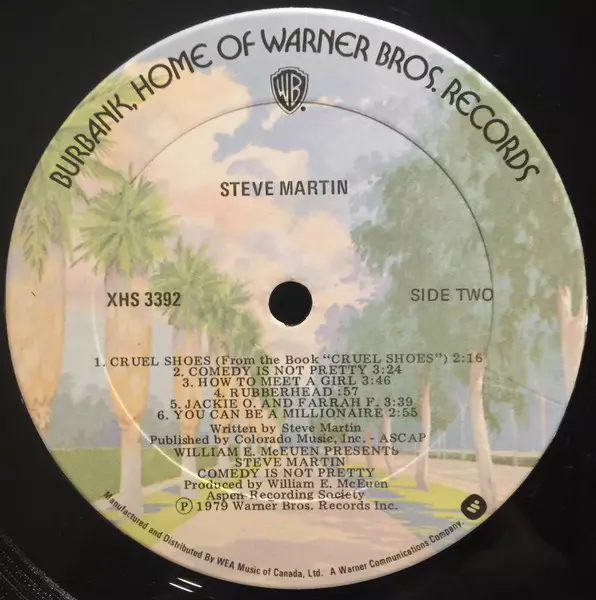 BURBANK, HOME OF WARNER BROS. RECORDS
WB
STEVE MARTIN
XHS 3392
SIDE TWO
1. CRUEL SHOES (From the Book "CRUEL SHOES") 2:16
2. COMEDY IS NOT PRETTY 3:24
3. HOW TO MEET A GIRL 3:46
4. RUBBERHEAD :57
5. JACKIE O. AND FARRAH F. 3:39
6. YOU CAN BE A MILLIONAIRE 2:55
Written by Steve Martin
Published by Colorado Music, Inc. - ASCAP
WILLIAM E. McEUEN PRESENTS
STEVE MARTIN
COMEDY IS NOT PRETTY
Produced by William E. McEuen
Aspen Recording Society
Ⓟ 1979 Warner Bros. Records Inc.
Manufactured and Distributed By WEA Music of Canada, Ltd. A Warner Communications Company.